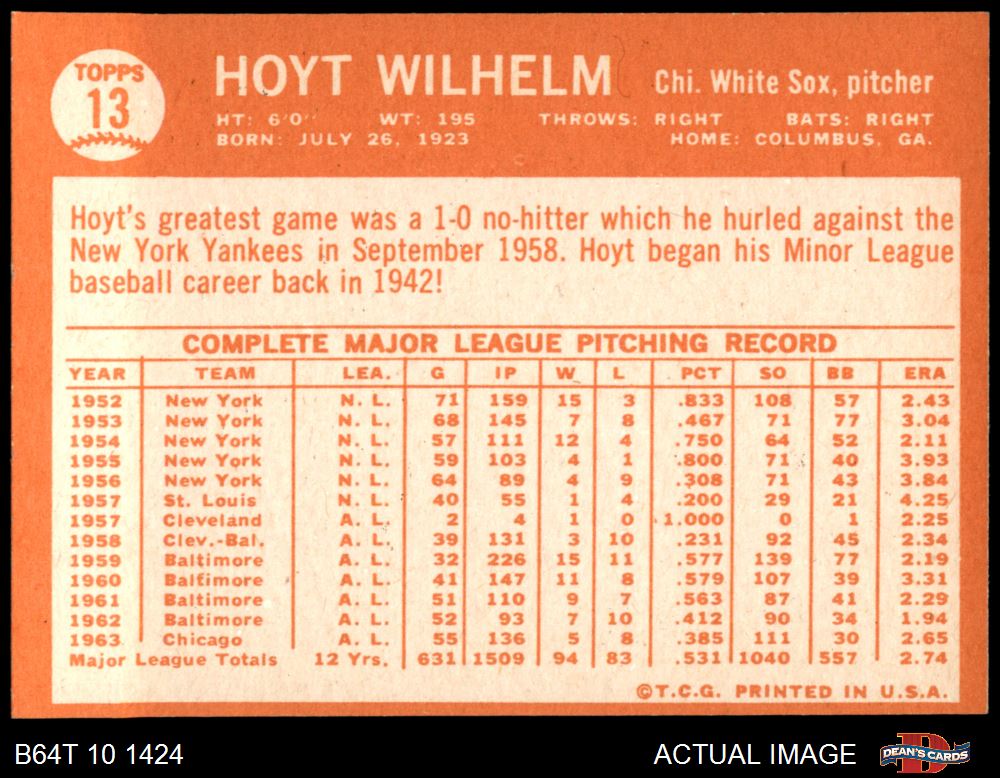 TOPPS
13
HOYT WILHELM Chi. White Sox, pitcher
HT: 6'0" WT: 195 THROWS: RIGHT BATS: RIGHT
BORN: JULY 26, 1923 HOME: COLUMBUS, GA.
Hoyt's greatest game was a 1-0 no-hitter which he hurled against the
New York Yankees in September 1958. Hoyt began his Minor League
baseball career back in 1942!
COMPLETE MAJOR LEAGUE PITCHING RECORD
YEAR TEAM LEA. G IP W L PCT SO BB ERA
1952 New York N. L. 71 159 15 3 .833 108 57 2.43
1953 New York N. L. 68 145 7 8 .467 71 77 3.04
1954 New York N. L. 57 111 12 4 .750 64 52 2.11
1955 New York N. L. 59 103 4 1 .800 71 40 3.93
1956 New York N. L. 64 89 4 9 .308 71 43 3.84
1957 St. Louis N. L. 40 55 1 4 .200 29 21 4.25
1957 Cleveland A. L. 2 4 1 0 1.000 0 1 2.25
1958 Clev.-Bal. A. L. 39 131 3 10 .231 92 45 2.34
1959 Baltimore A. L. 32 226 15 11 .577 139 77 2.19
1960 Baltimore A. L. 41 147 11 8 .579 107 39 3.31
1961 Baltimore A. L. 51 110 9 7 .563 87 41 2.29
1962 Baltimore A. L. 52 93 7 10 .412 90 34 1.94
1963 Chicago A. L. 55 136 5 8 .385 111 30 2.65
Major League Totals 12 Yrs. 631 1509 94 83 .531 1040 557 2.74
©T.C.G. PRINTED IN U.S.A.
B64T 10 1424 ACTUAL IMAGE DEAN'S CARDS